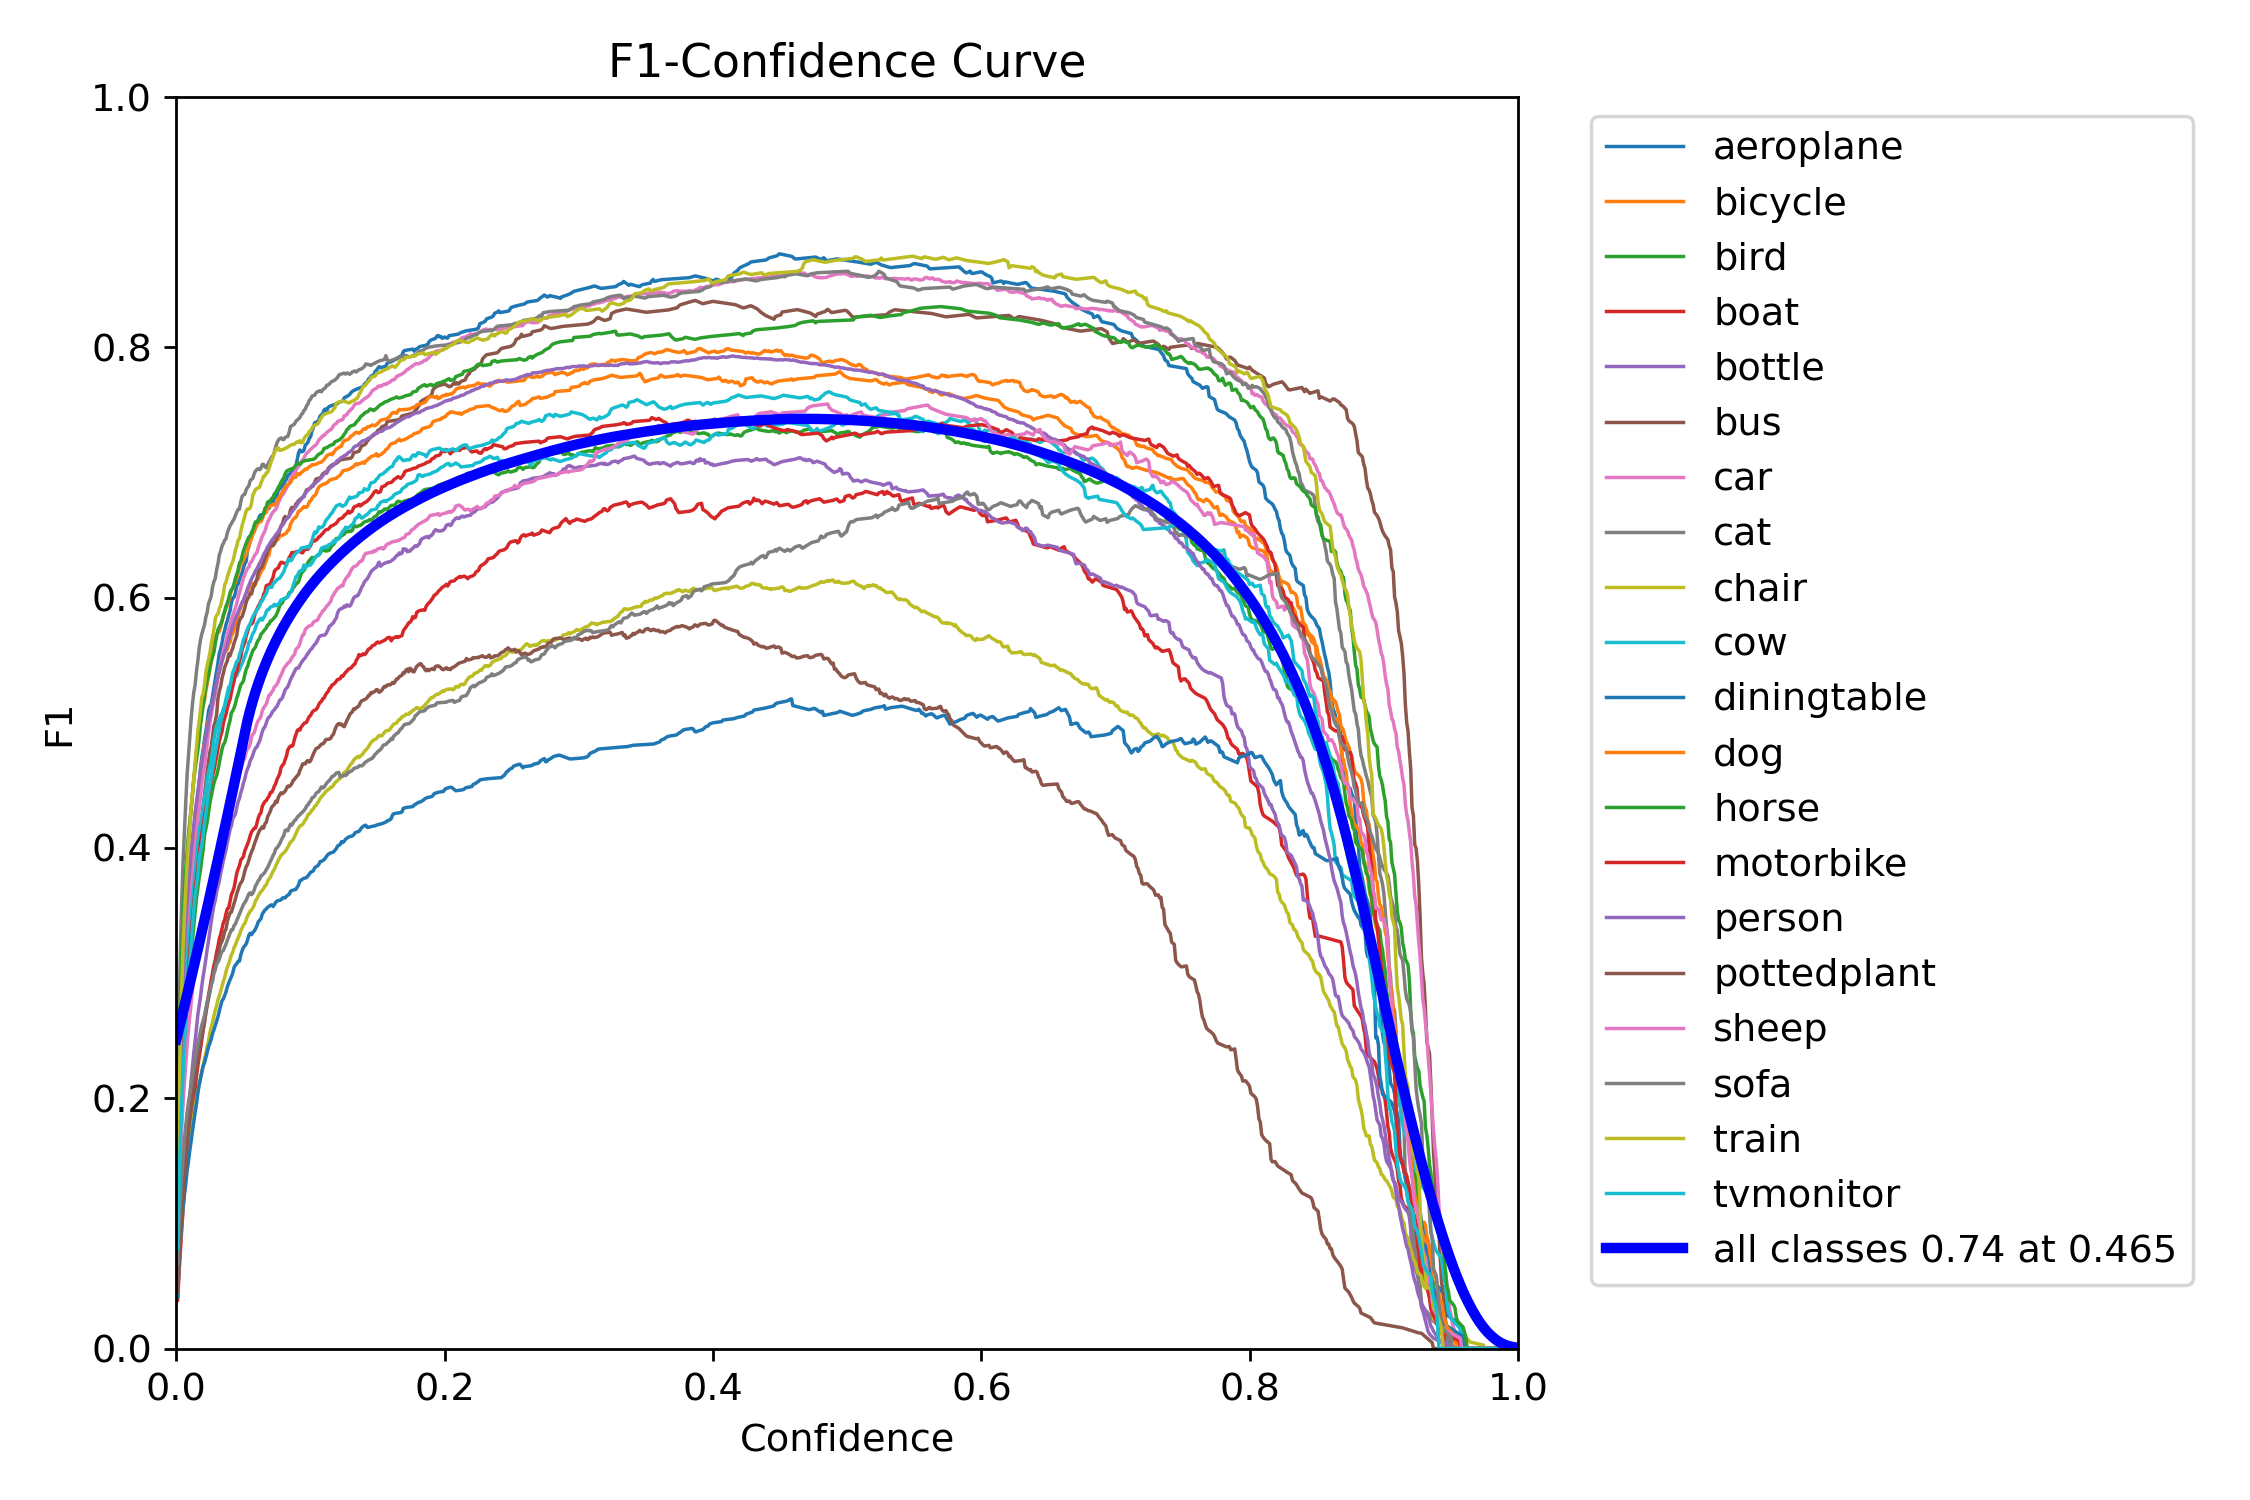 F1-Confidence Curve
1.0
0.8
0.6
0.4
0.2
0.0
F1
0.0 0.2 0.4 0.6 0.8 1.0
Confidence
aeroplane
bicycle
bird
boat
bottle
bus
car
cat
chair
cow
diningtable
dog
horse
motorbike
person
pottedplant
sheep
sofa
train
tvmonitor
all classes 0.74 at 0.465